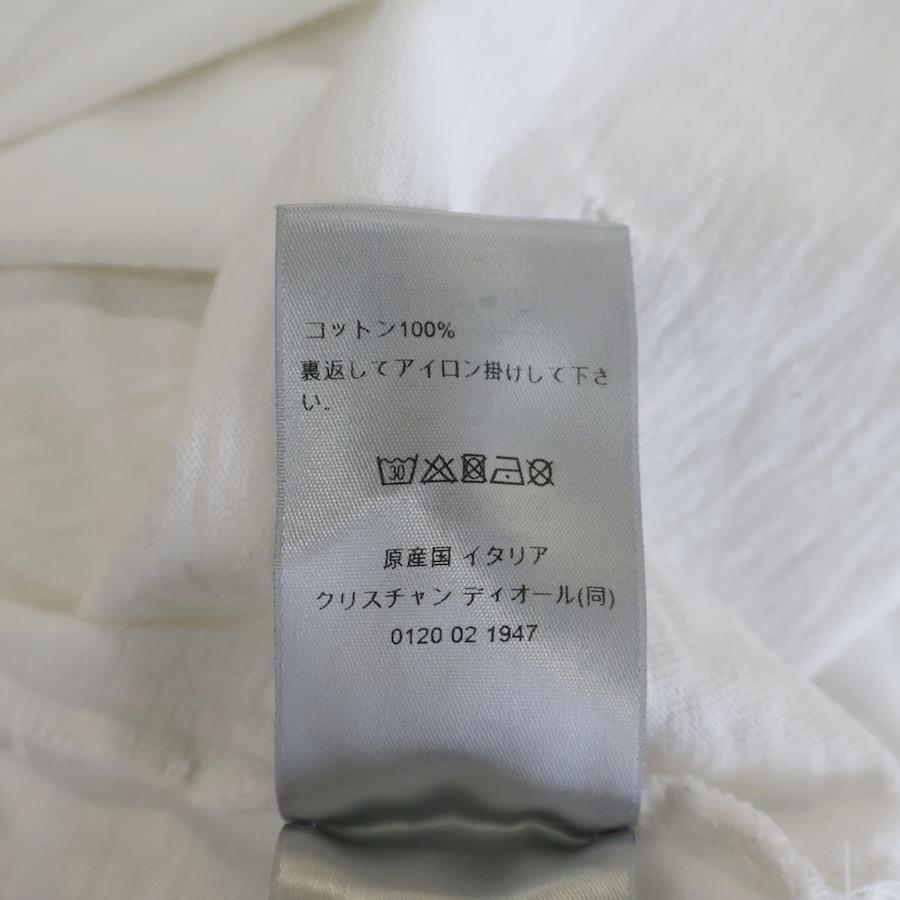 コットン100%
裏返してアイロン掛けして下さ
い。
30
原産国 イタリア
クリスチャン ディオール(同)
0120 02 1947